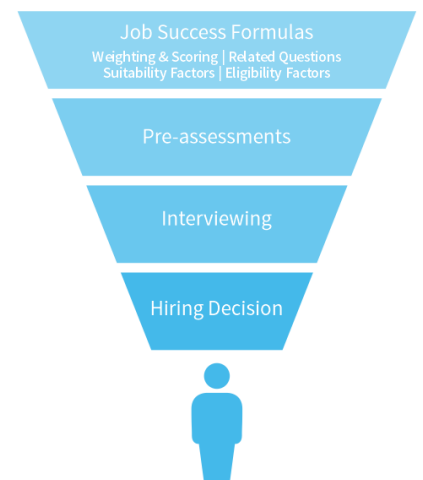 Job Success Formulas
Weighting & Scoring | Related Questions
Suitability Factors | Eligibility Factors
Pre-assessments
Interviewing
Hiring Decision